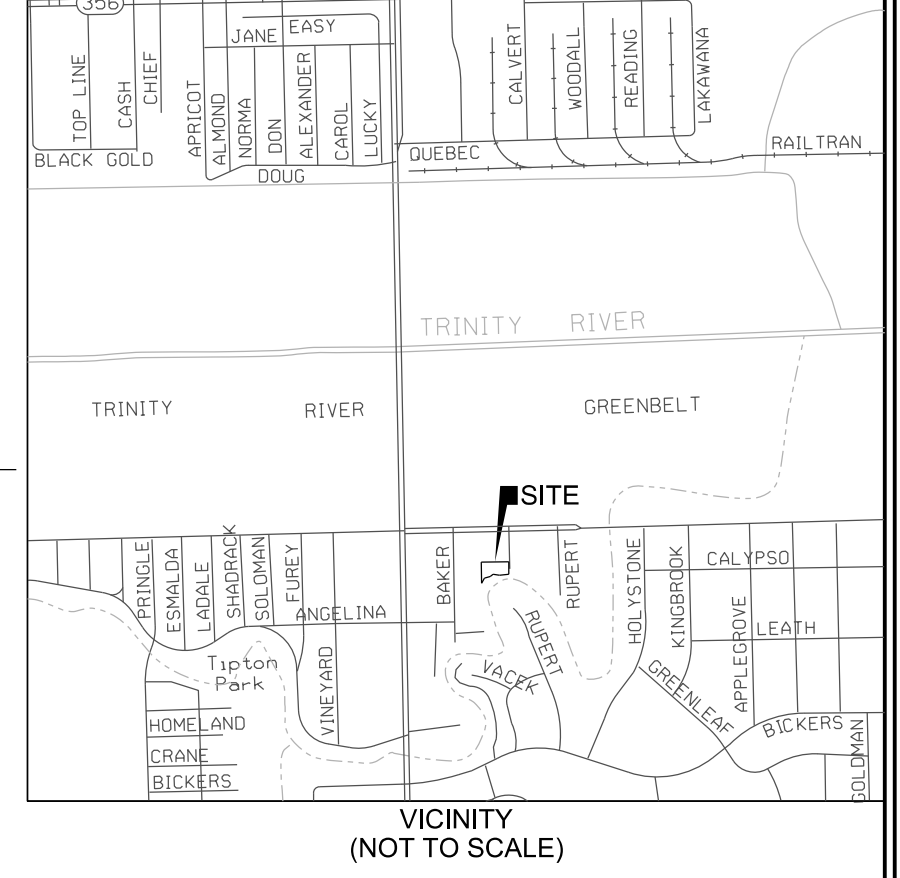 356
JANE
EASY
TOP LINE
CASH
CHIEF
APRICOT
ALMOND
NORMA
DON
ALEXANDER
CAROL
LUCKY
BLACK GOLD
DOUG
CALVERT
WOODALL
READING
LAKAWANA
QUEBEC
RAILTRAN
TRINITY RIVER
TRINITY RIVER GREENBELT
SITE
PRINGLE
ESMALDA
LADALE
SHADRACK
SOLOMAN
FUREY
ANGELINA
VINEYARD
Tipton
Park
HOMELAND
CRANE
BICKERS
BAKER
RUPERT
RUPERT
VACEK
HOLYSTONE
KINGBROOK
CALYPSO
LEATH
APPLEGROVE
GREENLEAF
BICKERS
GOLDMAN
VICINITY
(NOT TO SCALE)